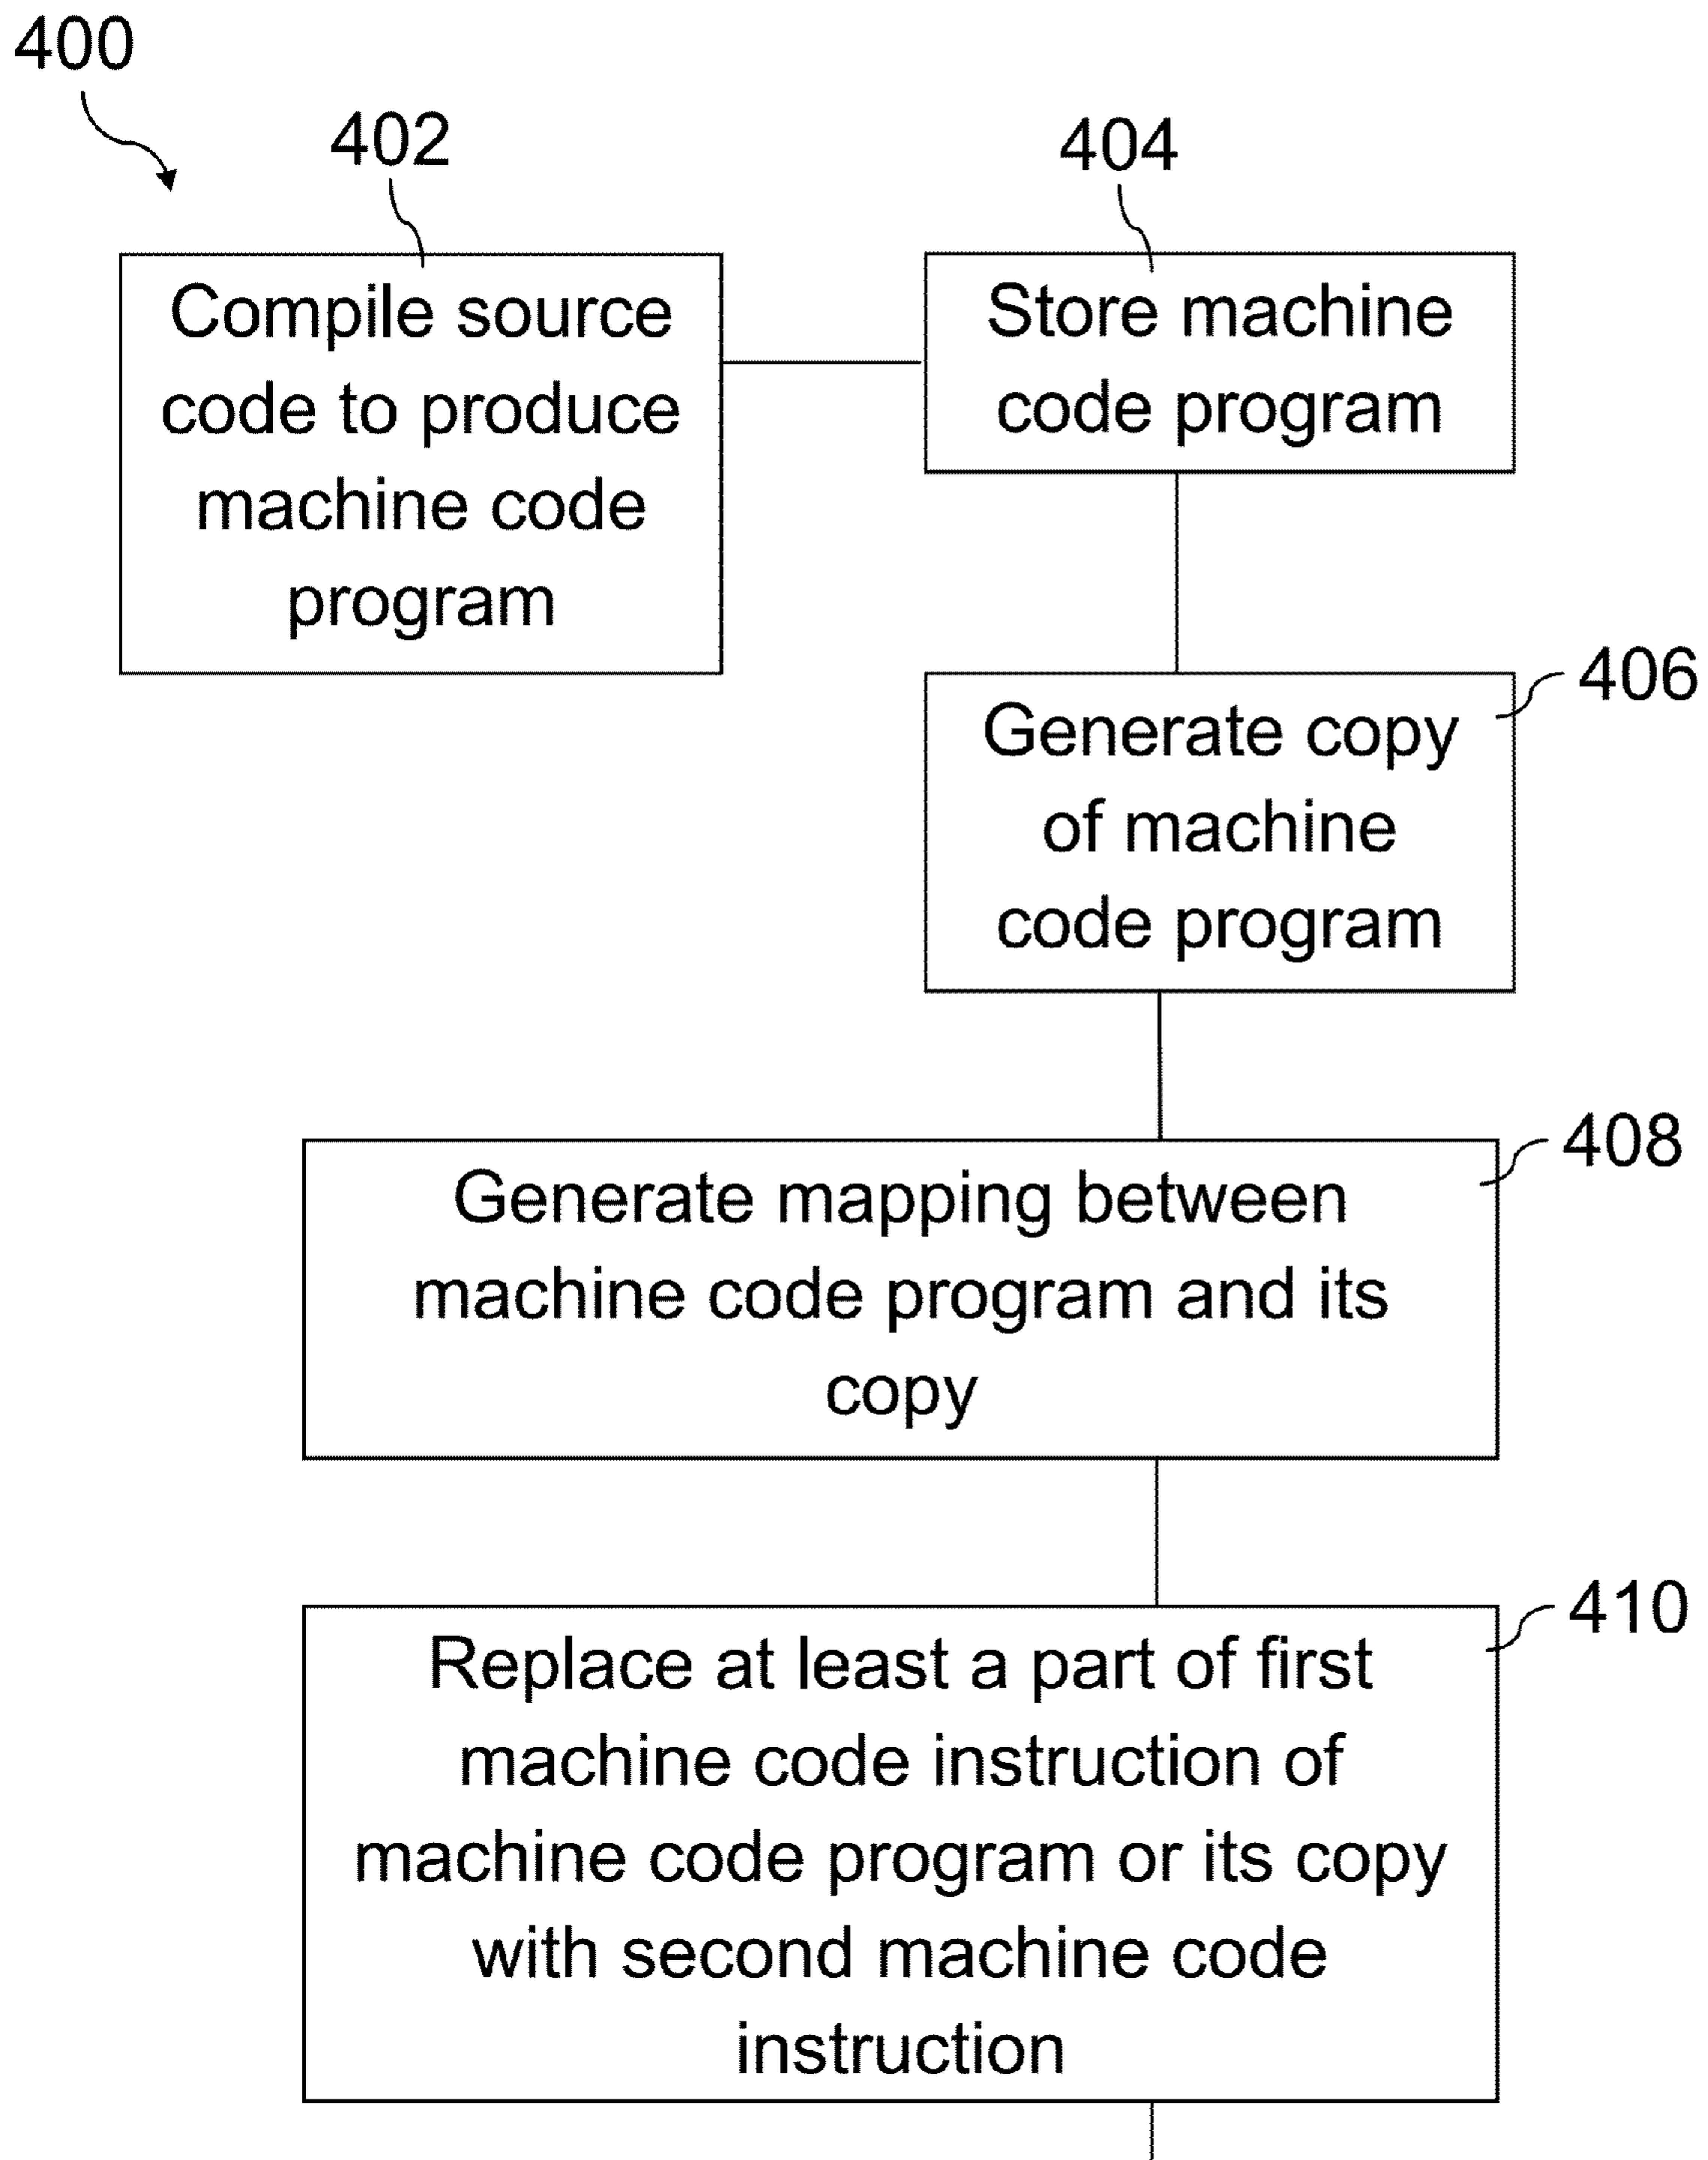 400
402
Compile source
code to produce
machine code
program
404
Store machine
code program
406
Generate copy
of machine
code program
408
Generate mapping between
machine code program and its
copy
410
Replace at least a part of first
machine code instruction of
machine code program or its copy
with second machine code
instruction